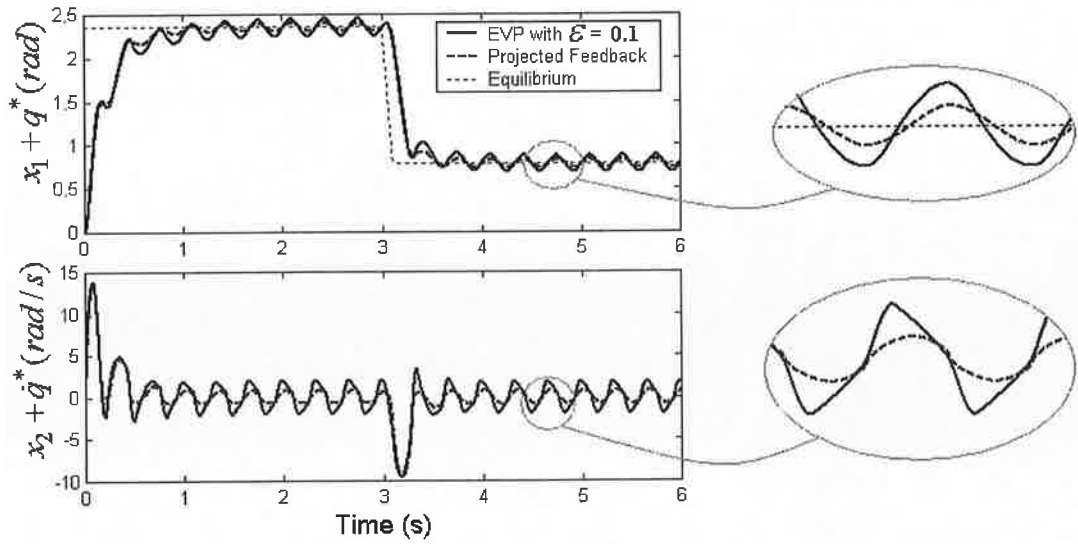 x₁ + q* (rad)
2.5
2
1.5
1
0.5
0
EVP with ℰ = 0.1
Projected Feedback
Equilibrium
0 1 2 3 4 5 6
x₂ + q̇* (rad/s)
15
10
5
0
-5
-10
0 1 2 3 4 5 6
Time (s)